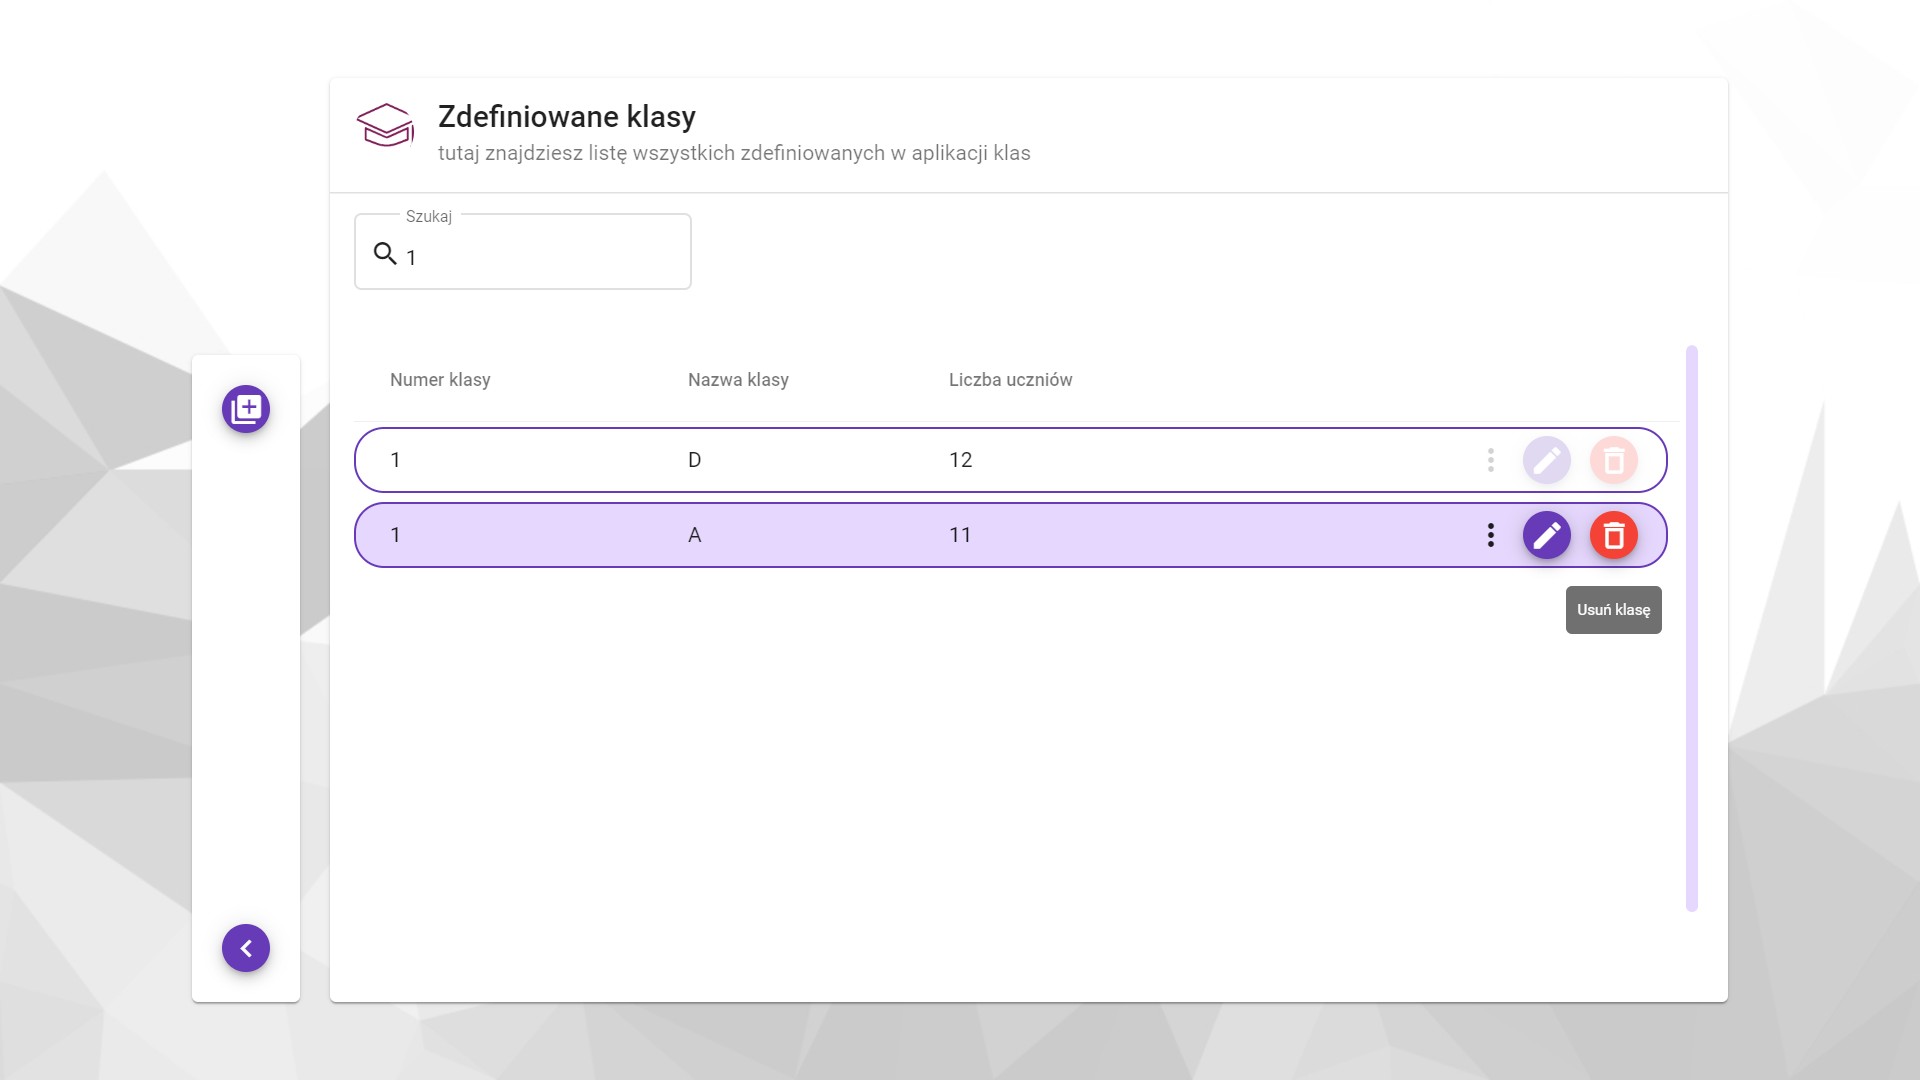 Zdefiniowane klasy
tutaj znajdziesz listę wszystkich zdefiniowanych w aplikacji klas
Szukaj
1
Numer klasy Nazwa klasy Liczba uczniów
1 D 12
1 A 11
Usuń klasę